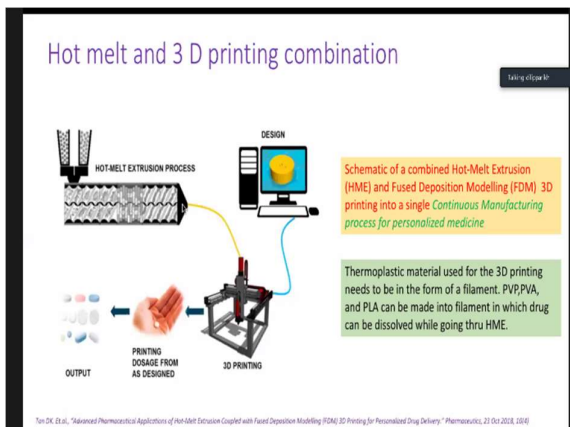 Hot melt and 3 D printing combination
Talking: dilippar kh
DESIGN
HOT-MELT EXTRUSION PROCESS
Schematic of a combined Hot-Melt Extrusion
(HME) and Fused Deposition Modelling (FDM) 3D
printing into a single Continuous Manufacturing
process for personalized medicine
Thermoplastic material used for the 3D printing
needs to be in the form of a filament. PVP,PVA,
and PLA can be made into filament in which drug
can be dissolved while going thru HME.
3D PRINTING
PRINTING
DOSAGE FROM
AS DESIGNED
OUTPUT
Tan DK. Et.al., "Advanced Pharmaceutical Applications of Hot-Melt Extrusion Coupled with Fused Deposition Modelling (FDM) 3D Printing for Personalized Drug Delivery." Pharmaceutics, 21 Oct 2018, 10(4)